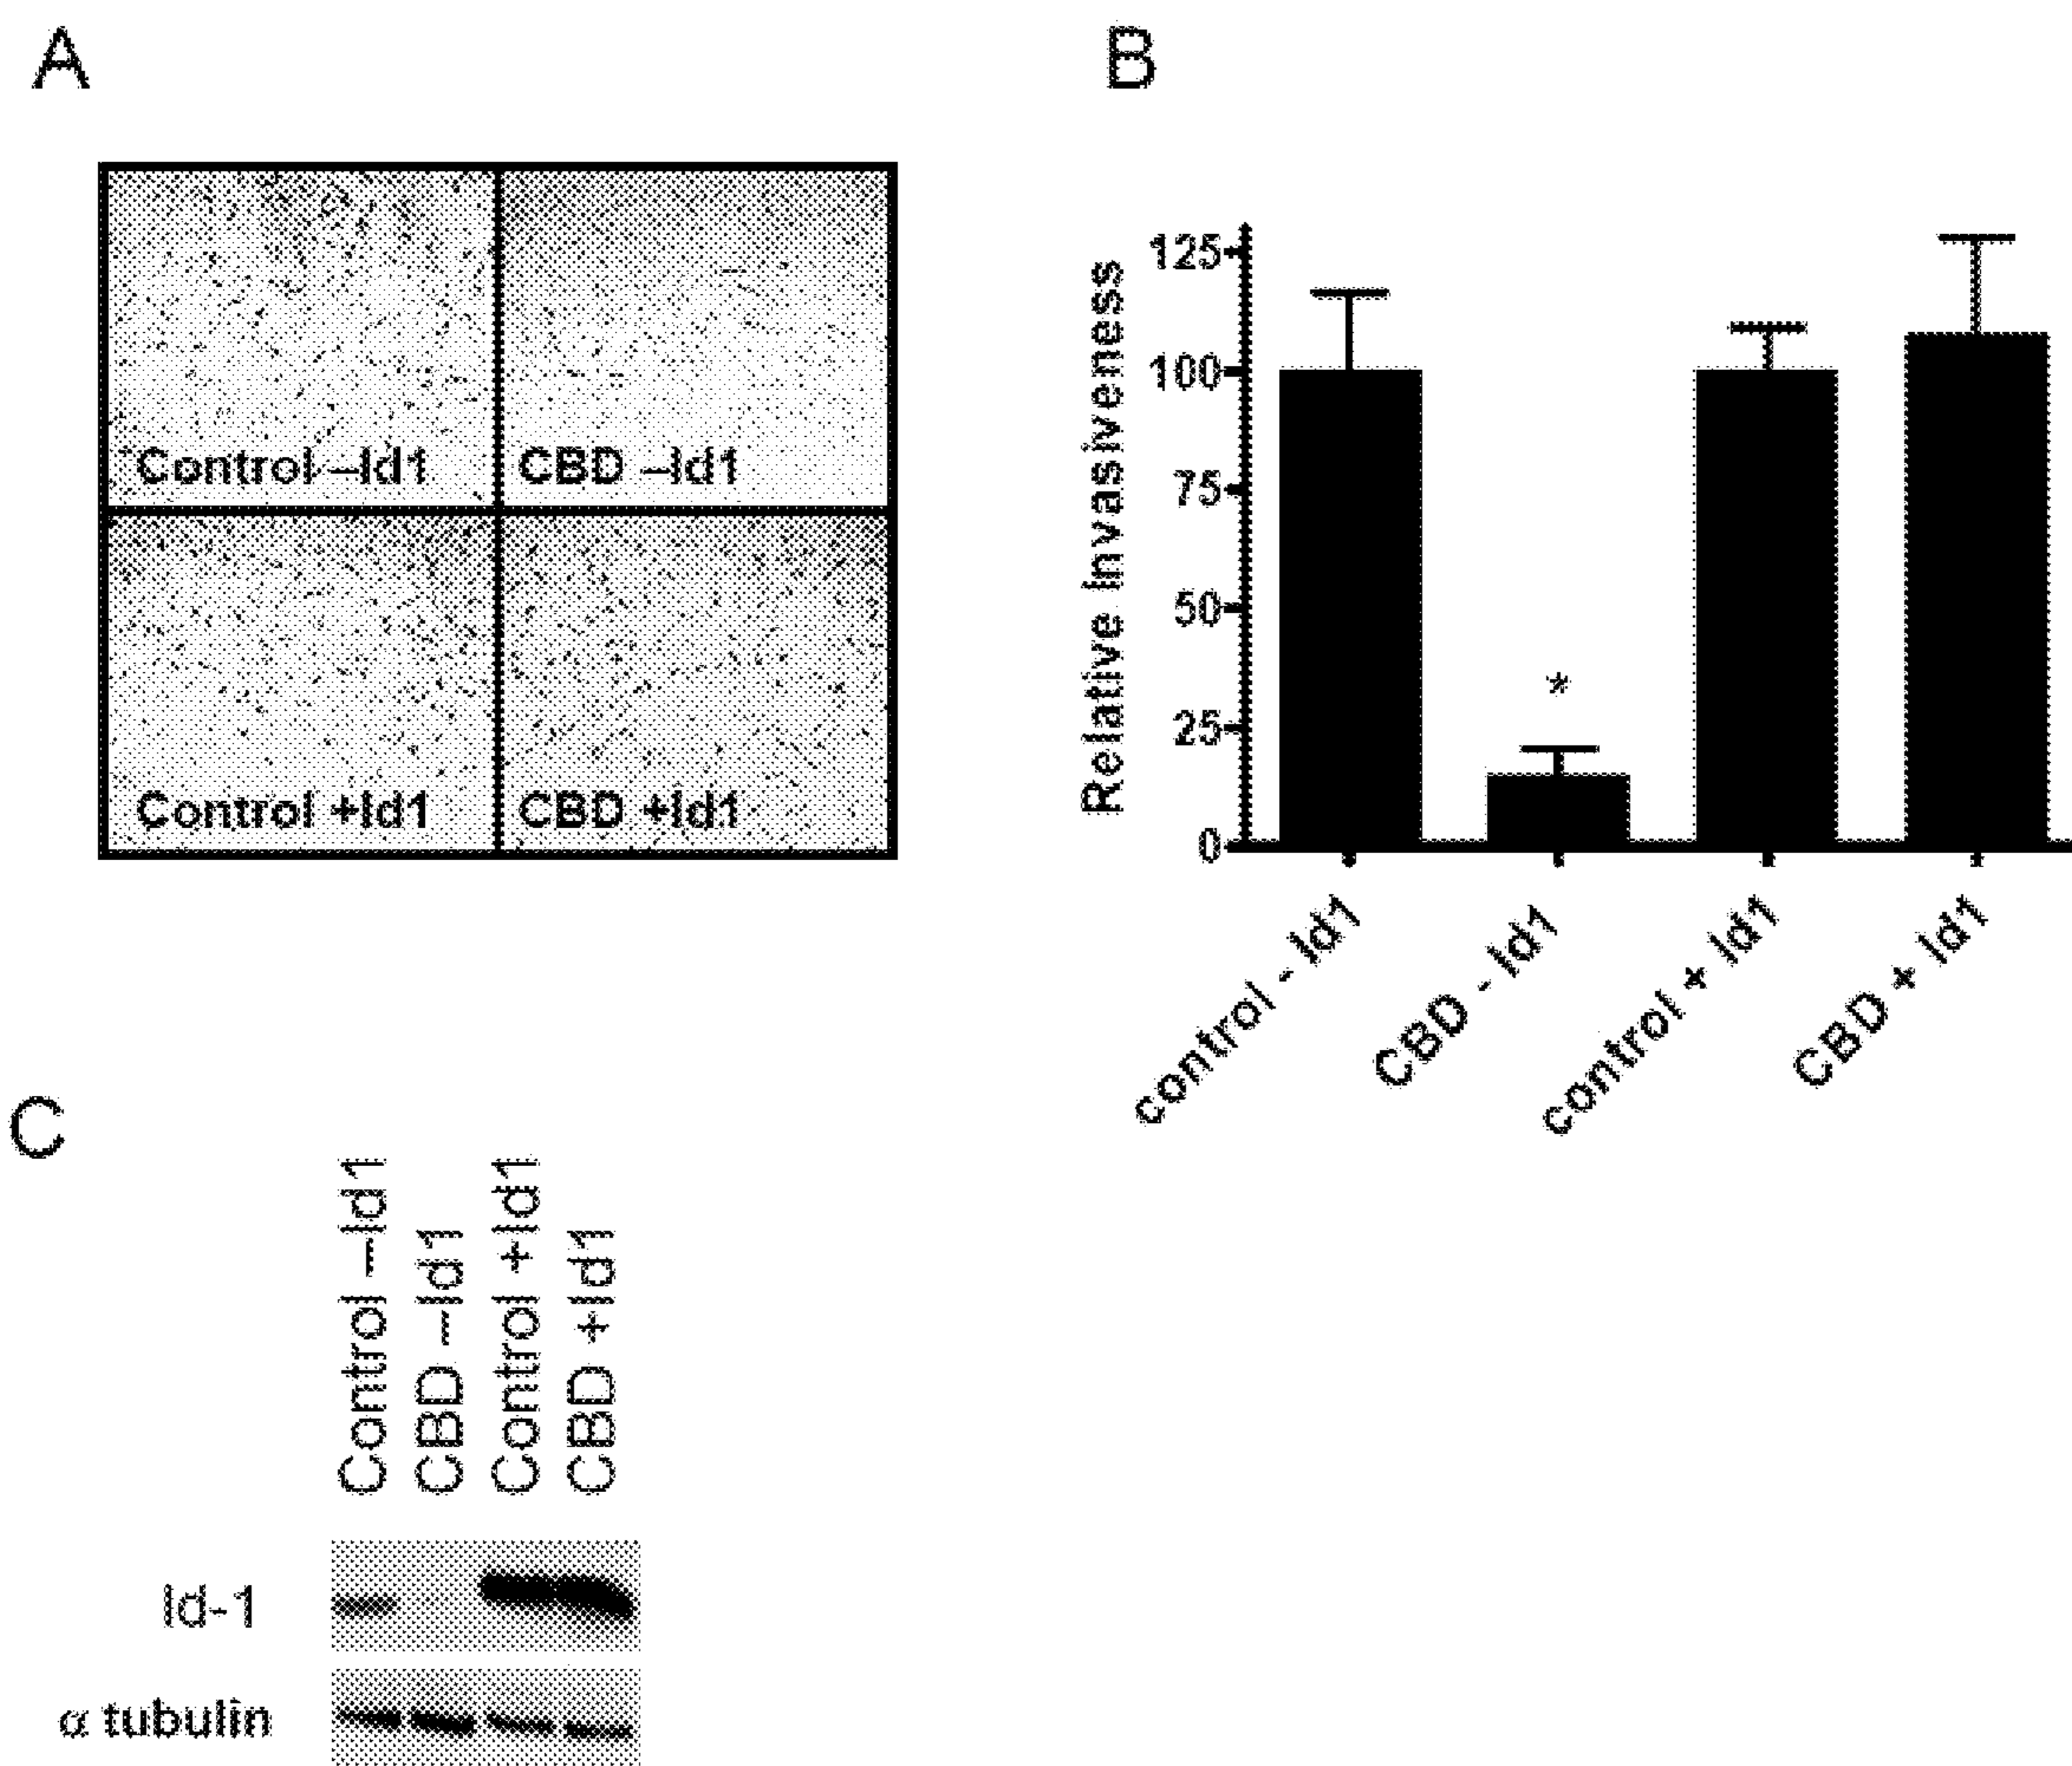 A
Control –Id1
CBD –Id1
Control +Id1
CBD +Id1
B
Relative Invasiveness
125
100
75
50
25
0
*
control - Id1
CBD - Id1
control + Id1
CBD + Id1
C
Control –Id1
CBD –Id1
Control +Id1
CBD +Id1
Id-1
α tubulin